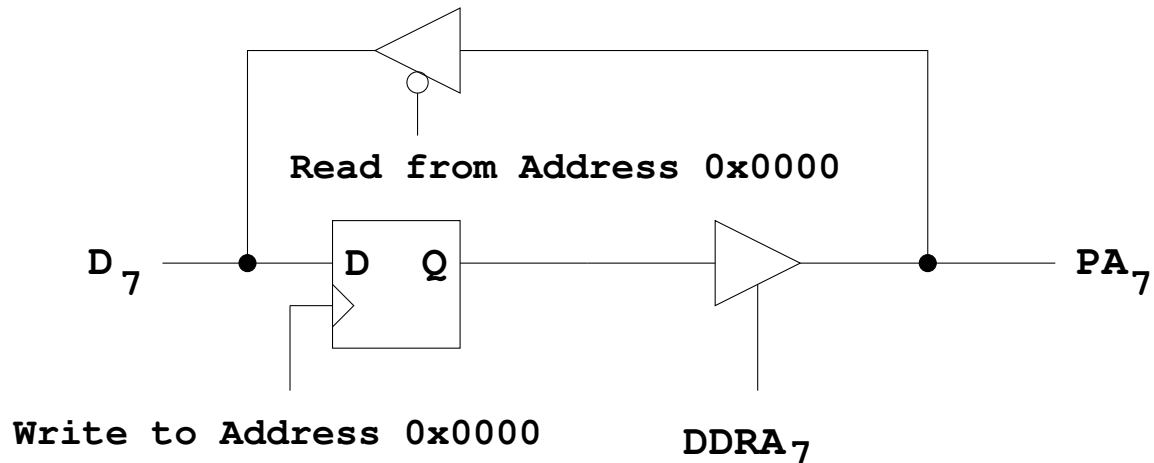 Read from Address 0x0000
D7
D Q
PA7
Write to Address 0x0000
DDRA7